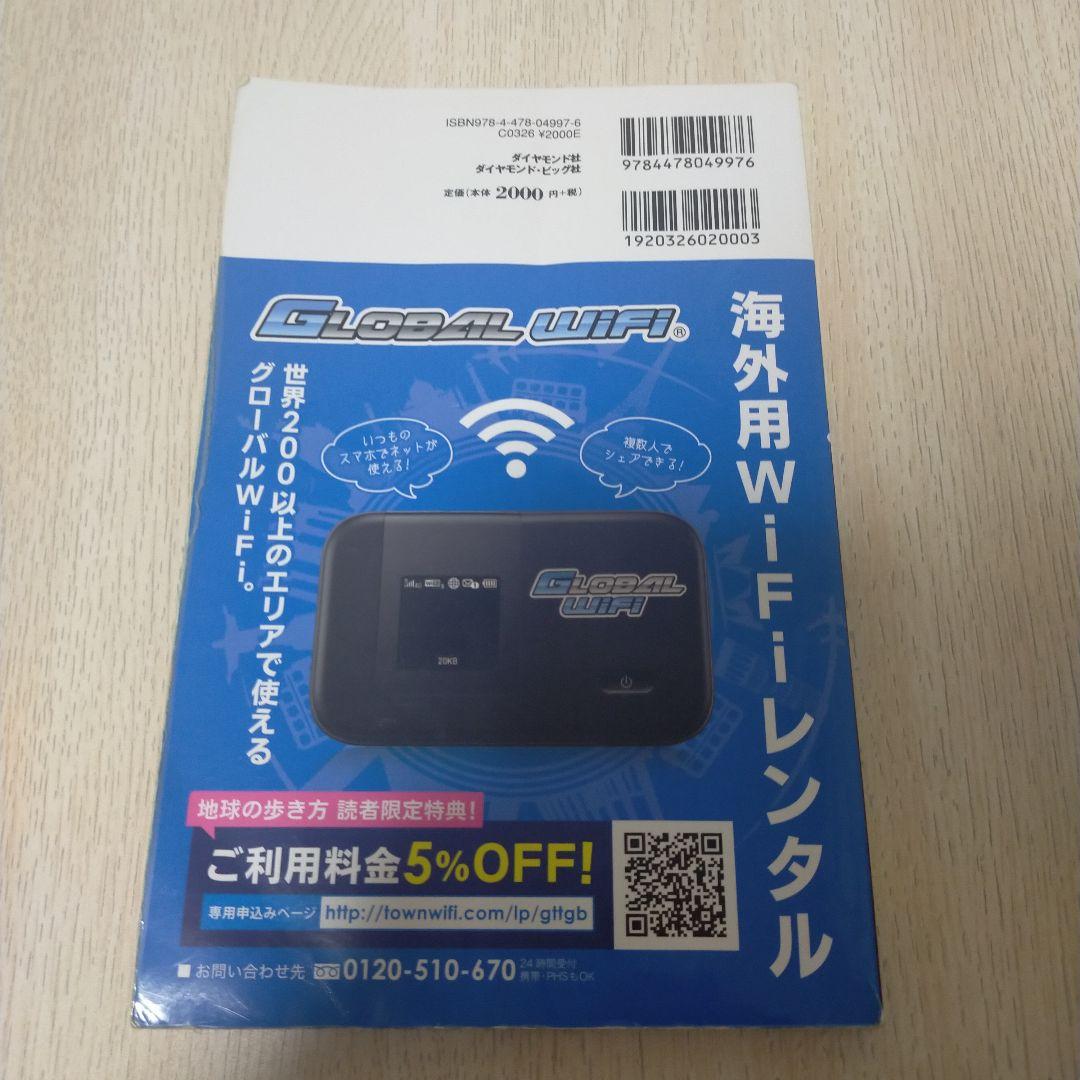 ISBN978-4-478-04997-6
C0326 ¥2000E
ダイヤモンド社
ダイヤモンド・ビッグ社
定価(本体2000円+税)
9784478049976
1920326020003
GLOBAL WiFi®
海外用WiFiレンタル
世界200以上のエリアで使える
グローバルWiFi。
いつもの
スマホでネットが
使える!
複数人で
シェアできる!
GLOBAL
WiFi
20KB
地球の歩き方 読者限定特典!
ご利用料金5%OFF!
専用申込みページ http://townwifi.com/lp/gttgb
■お問い合わせ先 0120-510-670 24時間受付
携帯・PHSもOK